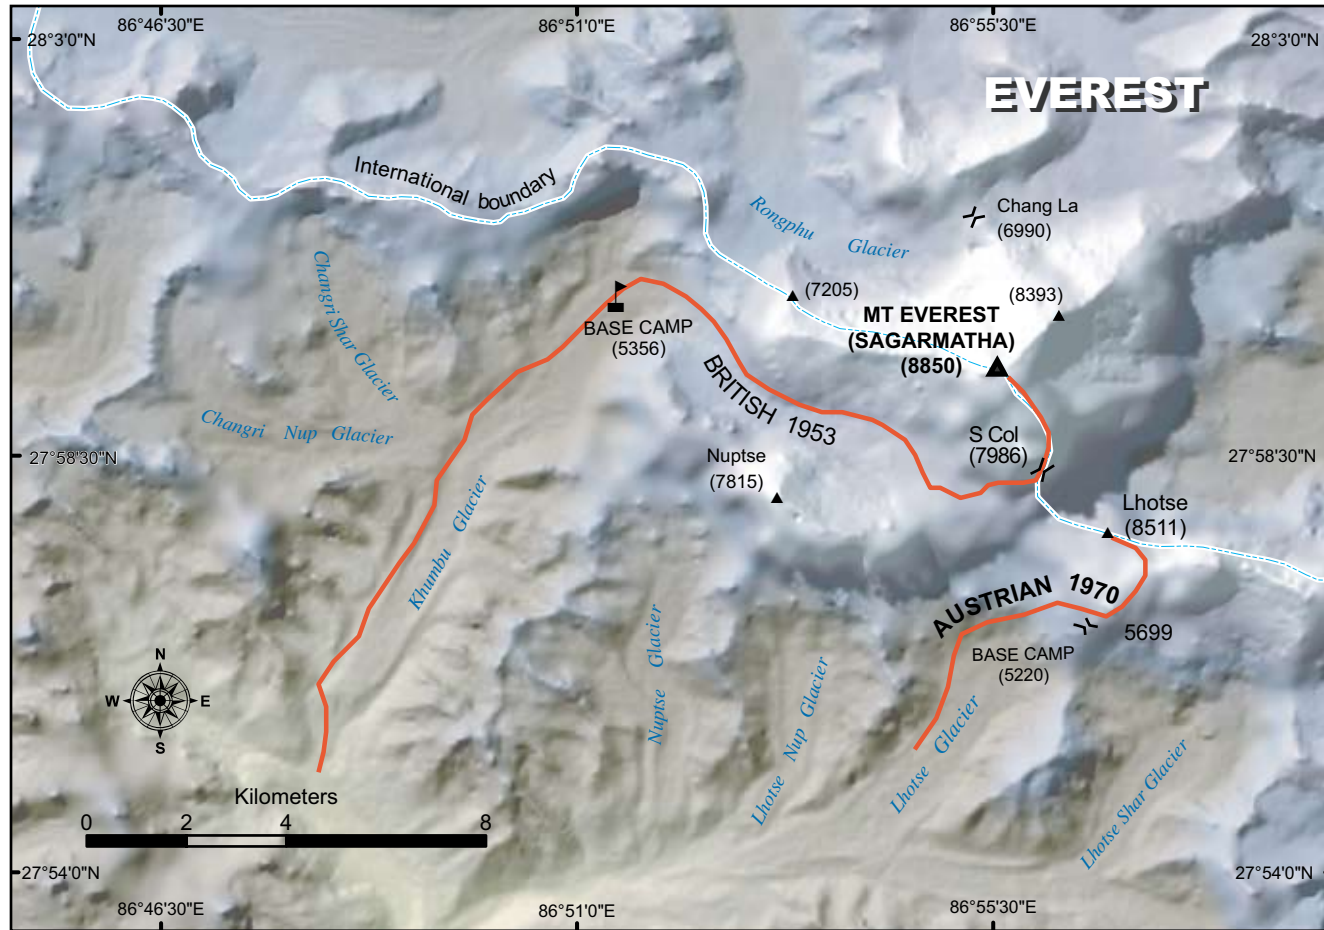 86°46'30"E
86°51'0"E
86°55'30"E
28°3'0"N
28°3'0"N
EVEREST
International boundary
Rongphu Glacier
Chang La
(6990)
Changri Shar Glacier
(7205)
(8393)
MT EVEREST
(SAGARMATHA)
(8850)
BASE CAMP
(5356)
BRITISH 1953
Changri Nup Glacier
S Col
(7986)
27°58'30"N
27°58'30"N
Nuptse
(7815)
Khumbu Glacier
Lhotse
(8511)
AUSTRIAN 1970
5699
BASE CAMP
(5220)
Nuptse Glacier
Lhotse Nup Glacier
Lhotse Glacier
Lhotse Shar Glacier
N
W E
S
Kilometers
0 2 4 8
27°54'0"N
27°54'0"N
86°46'30"E
86°51'0"E
86°55'30"E